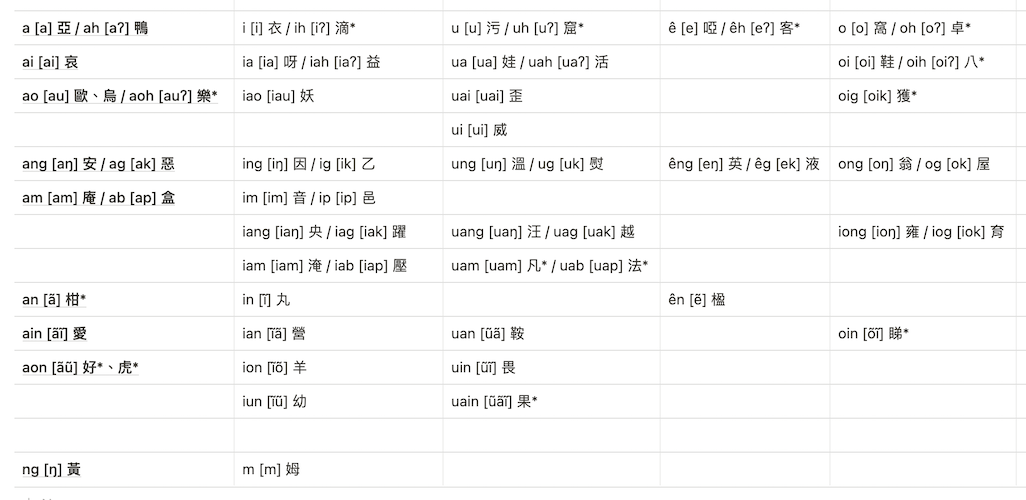 a [a] 亞 / ah [aʔ] 鴨 i [i] 衣 / ih [iʔ] 滴* u [u] 污 / uh [uʔ] 窟* ê [e] 啞 / êh [eʔ] 客* o [o] 窩 / oh [oʔ] 卓*
ai [ai] 哀 ia [ia] 呀 / iah [iaʔ] 益 ua [ua] 娃 / uah [uaʔ] 活 oi [oi] 鞋 / oih [oiʔ] 八*
ao [au] 歐、烏 / aoh [auʔ] 樂* iao [iau] 妖 uai [uai] 歪 oig [oik] 獲*
ui [ui] 威
ang [aŋ] 安 / ag [ak] 惡 ing [iŋ] 因 / ig [ik] 乙 ung [uŋ] 溫 / ug [uk] 熨 êng [eŋ] 英 / êg [ek] 液 ong [oŋ] 翁 / og [ok] 屋
am [am] 庵 / ab [ap] 盒 im [im] 音 / ip [ip] 邑
iang [iaŋ] 央 / iag [iak] 躍 uang [uaŋ] 汪 / uag [uak] 越 iong [ioŋ] 雍 / iog [iok] 育
iam [iam] 淹 / iab [iap] 壓 uam [uam] 凡* / uab [uap] 法*
an [ã] 柑* in [ĩ] 丸 ên [ẽ] 楹
ain [ãĩ] 愛 ian [ĩã] 營 uan [ũã] 鞍 oin [õĩ] 睇*
aon [ãũ] 好*、虎* ion [ĩõ] 羊 uin [ũĩ] 畏
iun [ĩũ] 幼 uain [ũãĩ] 果*
ng [ŋ] 黃 m [m] 姆